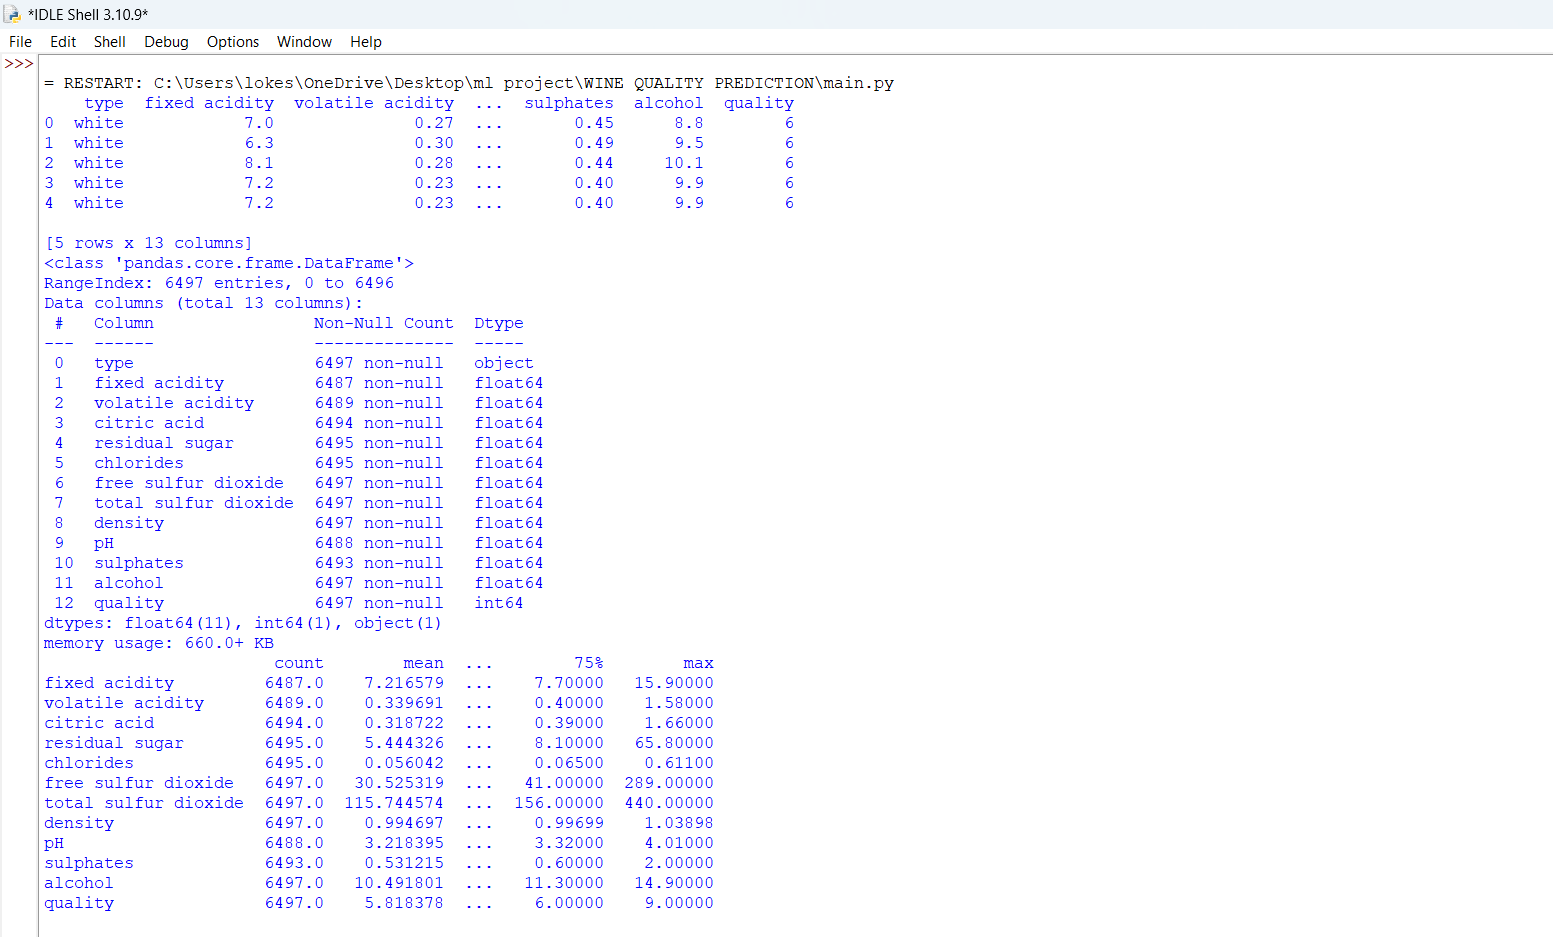 *IDLE Shell 3.10.9*
File Edit Shell Debug Options Window Help
>>>
= RESTART: C:\Users\lokes\OneDrive\Desktop\ml project\WINE QUALITY PREDICTION\main.py
    type  fixed acidity  volatile acidity  ...  sulphates  alcohol  quality
0  white            7.0              0.27  ...       0.45      8.8        6
1  white            6.3              0.30  ...       0.49      9.5        6
2  white            8.1              0.28  ...       0.44     10.1        6
3  white            7.2              0.23  ...       0.40      9.9        6
4  white            7.2              0.23  ...       0.40      9.9        6
[5 rows x 13 columns]
<class 'pandas.core.frame.DataFrame'>
RangeIndex: 6497 entries, 0 to 6496
Data columns (total 13 columns):
 #   Column                Non-Null Count  Dtype
---  ------                --------------  -----
 0   type                  6497 non-null   object
 1   fixed acidity         6487 non-null   float64
 2   volatile acidity      6489 non-null   float64
 3   citric acid           6494 non-null   float64
 4   residual sugar        6495 non-null   float64
 5   chlorides             6495 non-null   float64
 6   free sulfur dioxide   6497 non-null   float64
 7   total sulfur dioxide  6497 non-null   float64
 8   density               6497 non-null   float64
 9   pH                    6488 non-null   float64
 10  sulphates             6493 non-null   float64
 11  alcohol               6497 non-null   float64
 12  quality               6497 non-null   int64
dtypes: float64(11), int64(1), object(1)
memory usage: 660.0+ KB
                       count        mean  ...        75%        max
fixed acidity         6487.0    7.216579  ...    7.70000   15.90000
volatile acidity      6489.0    0.339691  ...    0.40000    1.58000
citric acid           6494.0    0.318722  ...    0.39000    1.66000
residual sugar        6495.0    5.444326  ...    8.10000   65.80000
chlorides             6495.0    0.056042  ...    0.06500    0.61100
free sulfur dioxide   6497.0   30.525319  ...   41.00000  289.00000
total sulfur dioxide  6497.0  115.744574  ...  156.00000  440.00000
density               6497.0    0.994697  ...    0.99699    1.03898
pH                    6488.0    3.218395  ...    3.32000    4.01000
sulphates             6493.0    0.531215  ...    0.60000    2.00000
alcohol               6497.0   10.491801  ...   11.30000   14.90000
quality               6497.0    5.818378  ...    6.00000    9.00000